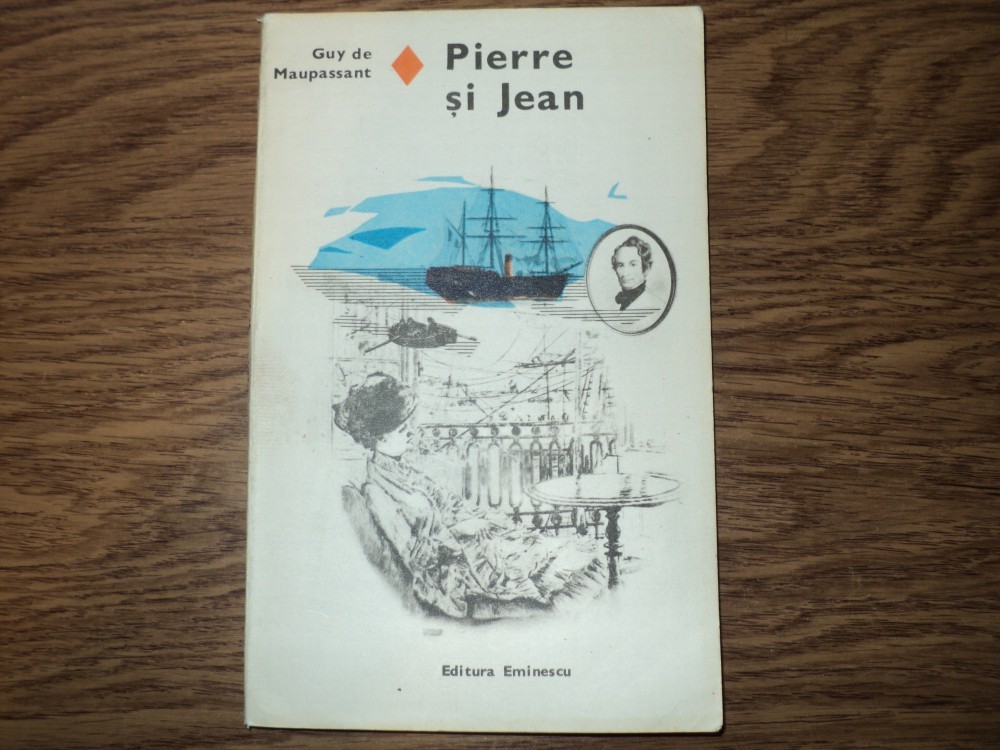 Guy de
Maupassant
Pierre
și Jean
Editura Eminescu